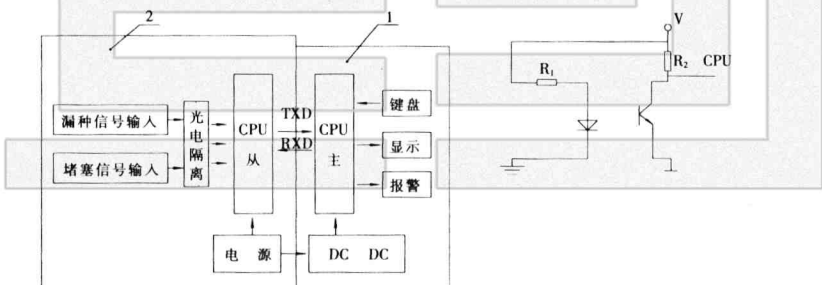 2
1
V
R₁
R₂
CPU
漏种信号输入
堵塞信号输入
光电隔离
CPU
从
TXD
RXD
CPU
主
键盘
显示
报警
电 源
DC DC